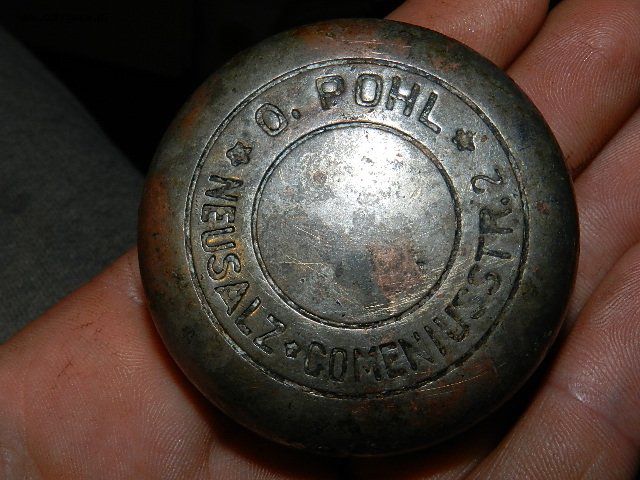 O. POHL
NEUSALZ * COMENIUSSTR. 2